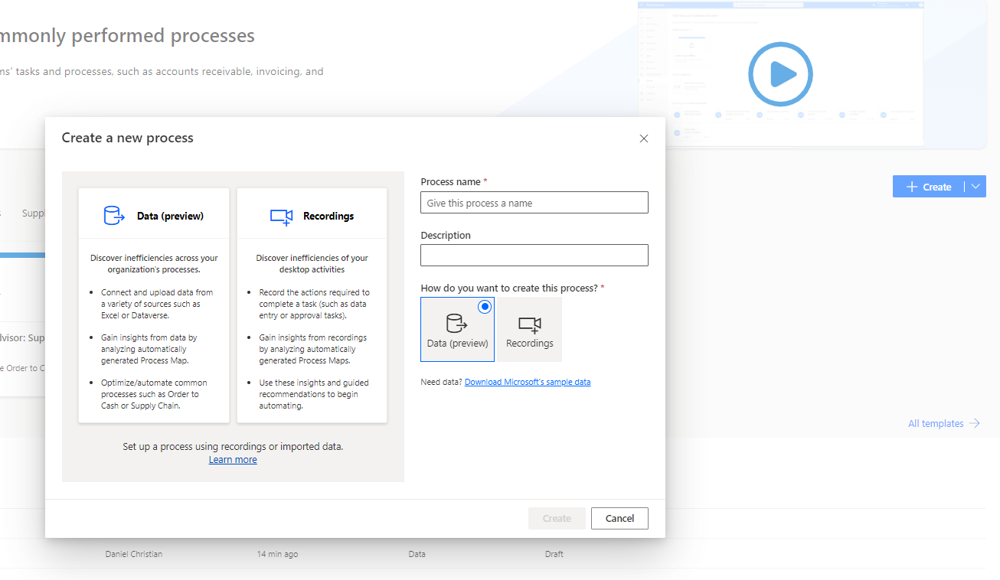 mmonly performed processes
ms' tasks and processes, such as accounts receivable, invoicing, and
Create a new process
Data (preview)
Discover inefficiencies across your
organization's processes.
• Connect and upload data from
a variety of sources such as
Excel or Dataverse.
• Gain insights from data by
analyzing automatically
generated Process Map.
• Optimize/automate common
processes such as Order to
Cash or Supply Chain.
Recordings
Discover inefficiencies of your
desktop activities
• Record the actions required to
complete a task (such as data
entry or approval tasks).
• Gain insights from recordings
by analyzing automatically
generated Process Maps.
• Use these insights and guided
recommendations to begin
automating.
Set up a process using recordings or imported data.
Learn more
Process name *
Give this process a name
Description
How do you want to create this process? *
Data (preview)
Recordings
Need data? Download Microsoft's sample data
Create
Cancel
Create
Suppl
dvisor: Sup
e Order to C
All templates
Daniel Christian 14 min ago Data Draft